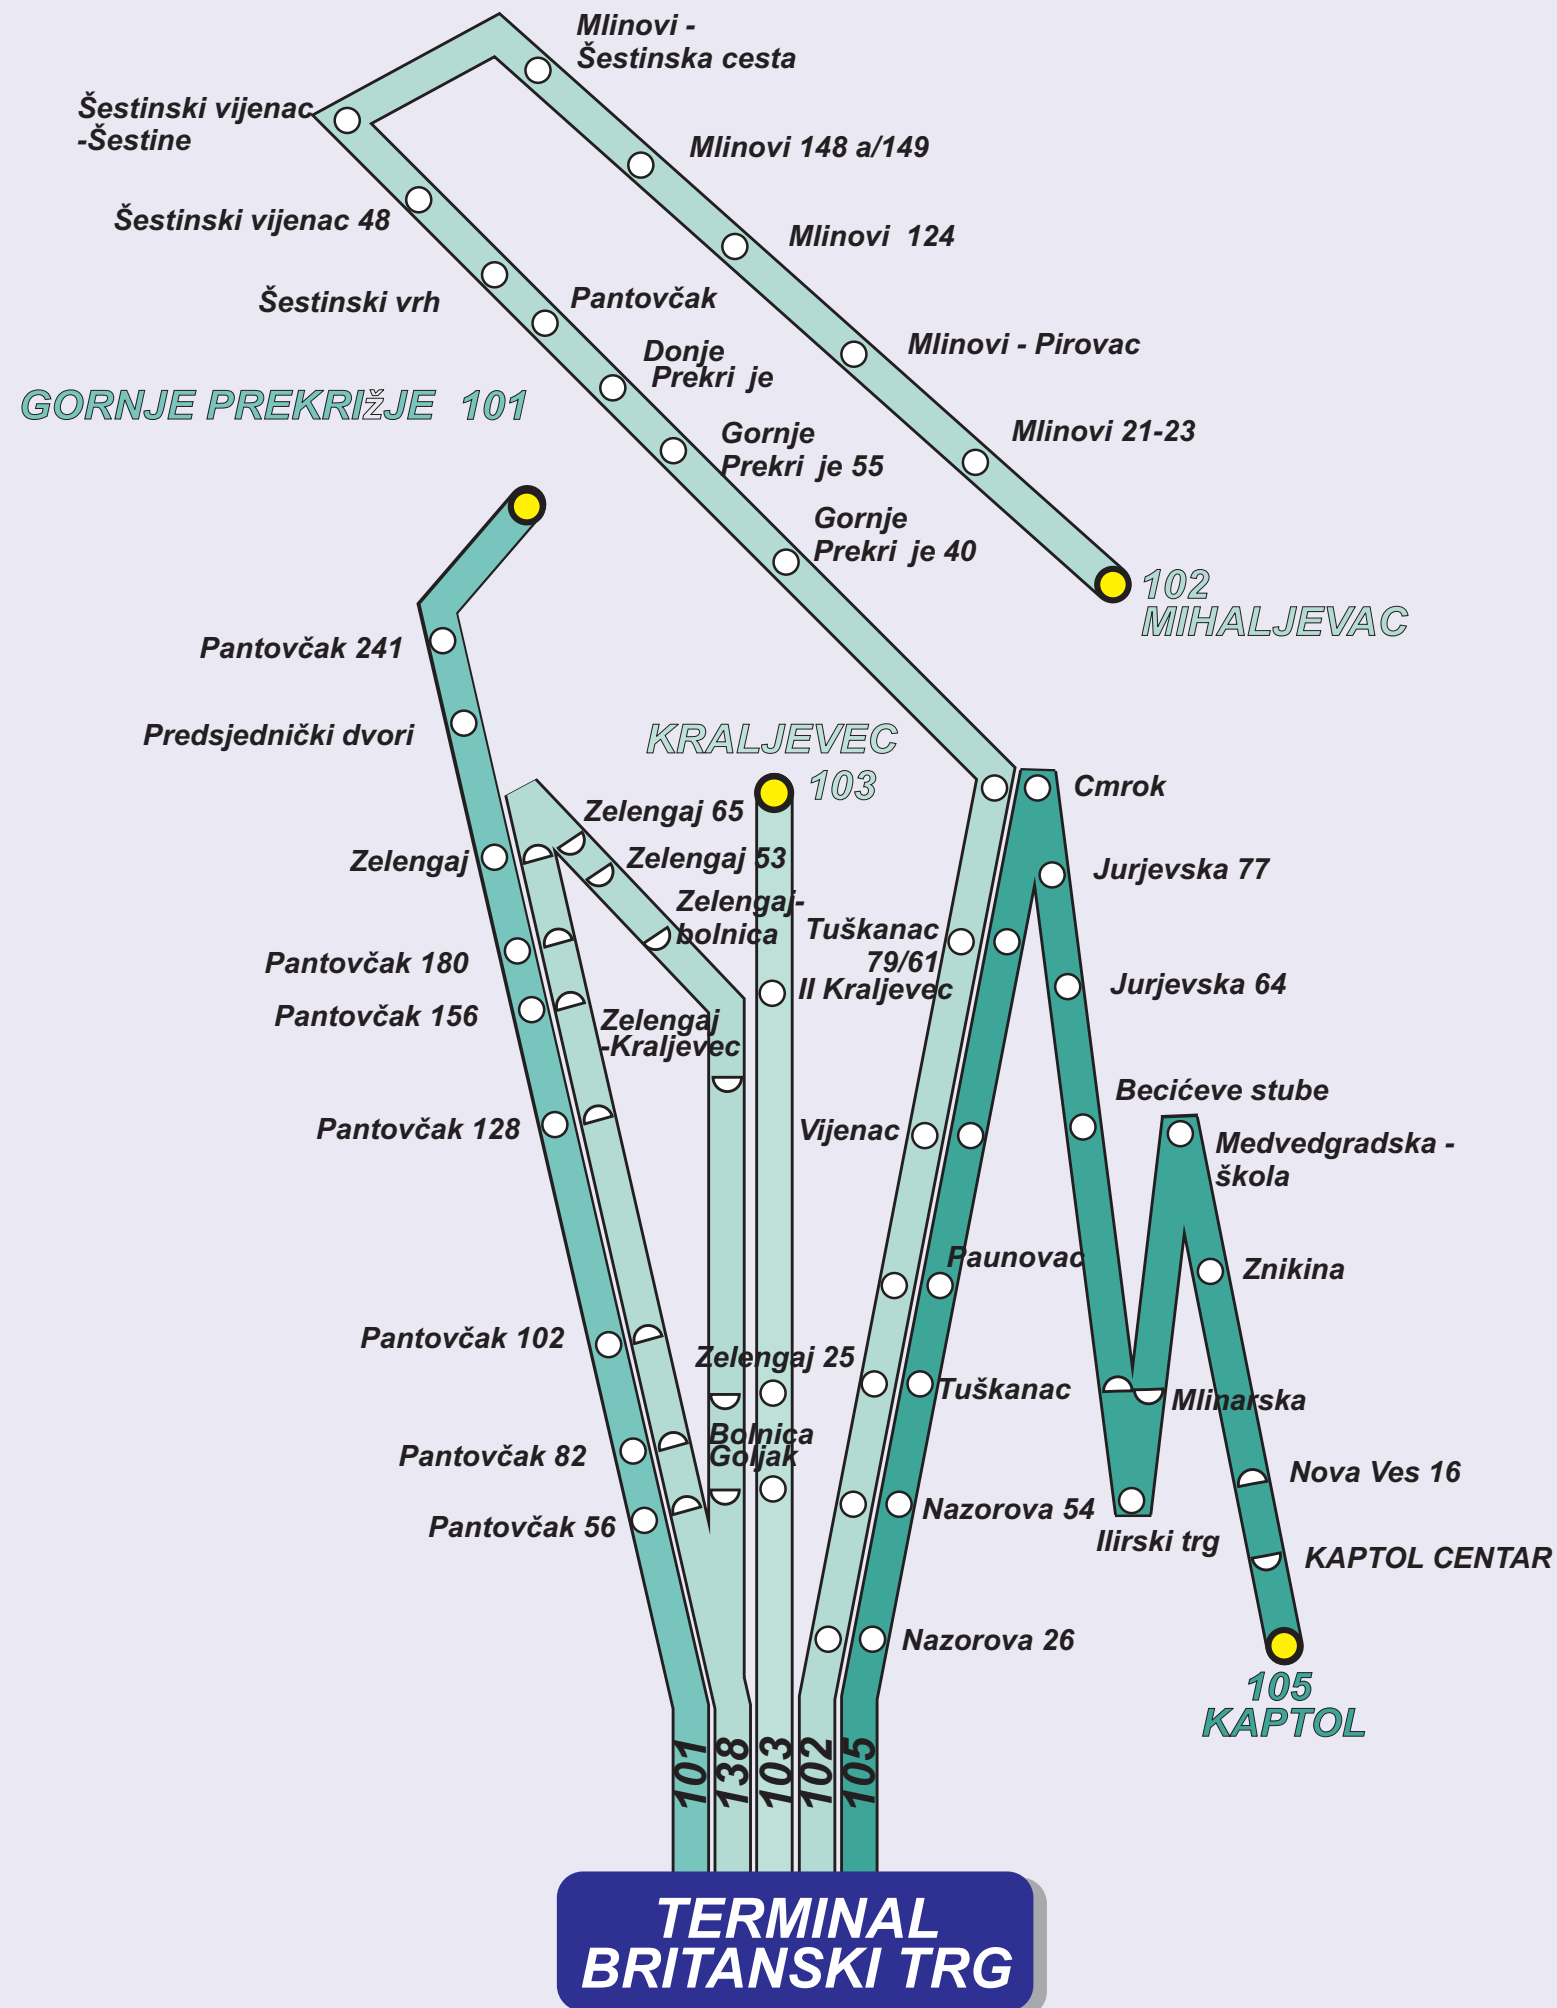 Mlinovi -
Šestinska cesta
Šestinski vijenac
-Šestine
Mlinovi 148 a/149
Šestinski vijenac 48
Mlinovi 124
Šestinski vrh
Pantovčak
Mlinovi - Pirovac
Donje
Prekri je
GORNJE PREKRIŽJE 101
Gornje
Prekri je 55
Mlinovi 21-23
Gornje
Prekri je 40
102
MIHALJEVAC
Pantovčak 241
Predsjednički dvori
KRALJEVEC
103
Cmrok
Zelengaj 65
Zelengaj
Zelengaj 53
Jurjevska 77
Zelengaj-
bolnica
Tuškanac
79/61
Pantovčak 180
II Kraljevec
Jurjevska 64
Pantovčak 156
Zelengaj
-Kraljevec
Becićeve stube
Pantovčak 128
Vijenac
Medvedgradska -
škola
Paunovac
Znikina
Pantovčak 102
Zelengaj 25
Tuškanac
Mlinarska
Bolnica
Goljak
Pantovčak 82
Nova Ves 16
Pantovčak 56
Nazorova 54
Ilirski trg
KAPTOL CENTAR
Nazorova 26
105
KAPTOL
101
138
103
102
105
TERMINAL
BRITANSKI TRG